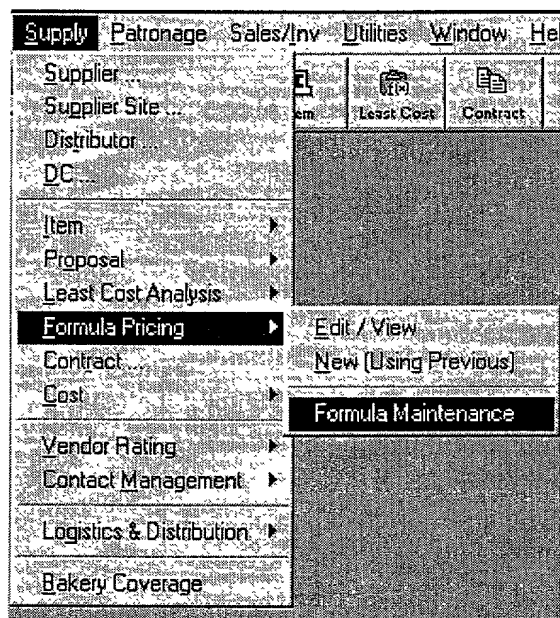 Supply Patronage Sales/Inv Utilities Window
Supplier ...
Supplier Site ...
Distributor ...
DC ...
Least Cost Contract
Item
Proposal
Least Cost Analysis
Formula Pricing
Contract ...
Cost
Edit / View
New (Using Previous)
Formula Maintenance
Vendor Rating
Contact Management
Logistics & Distribution
Bakery Coverage